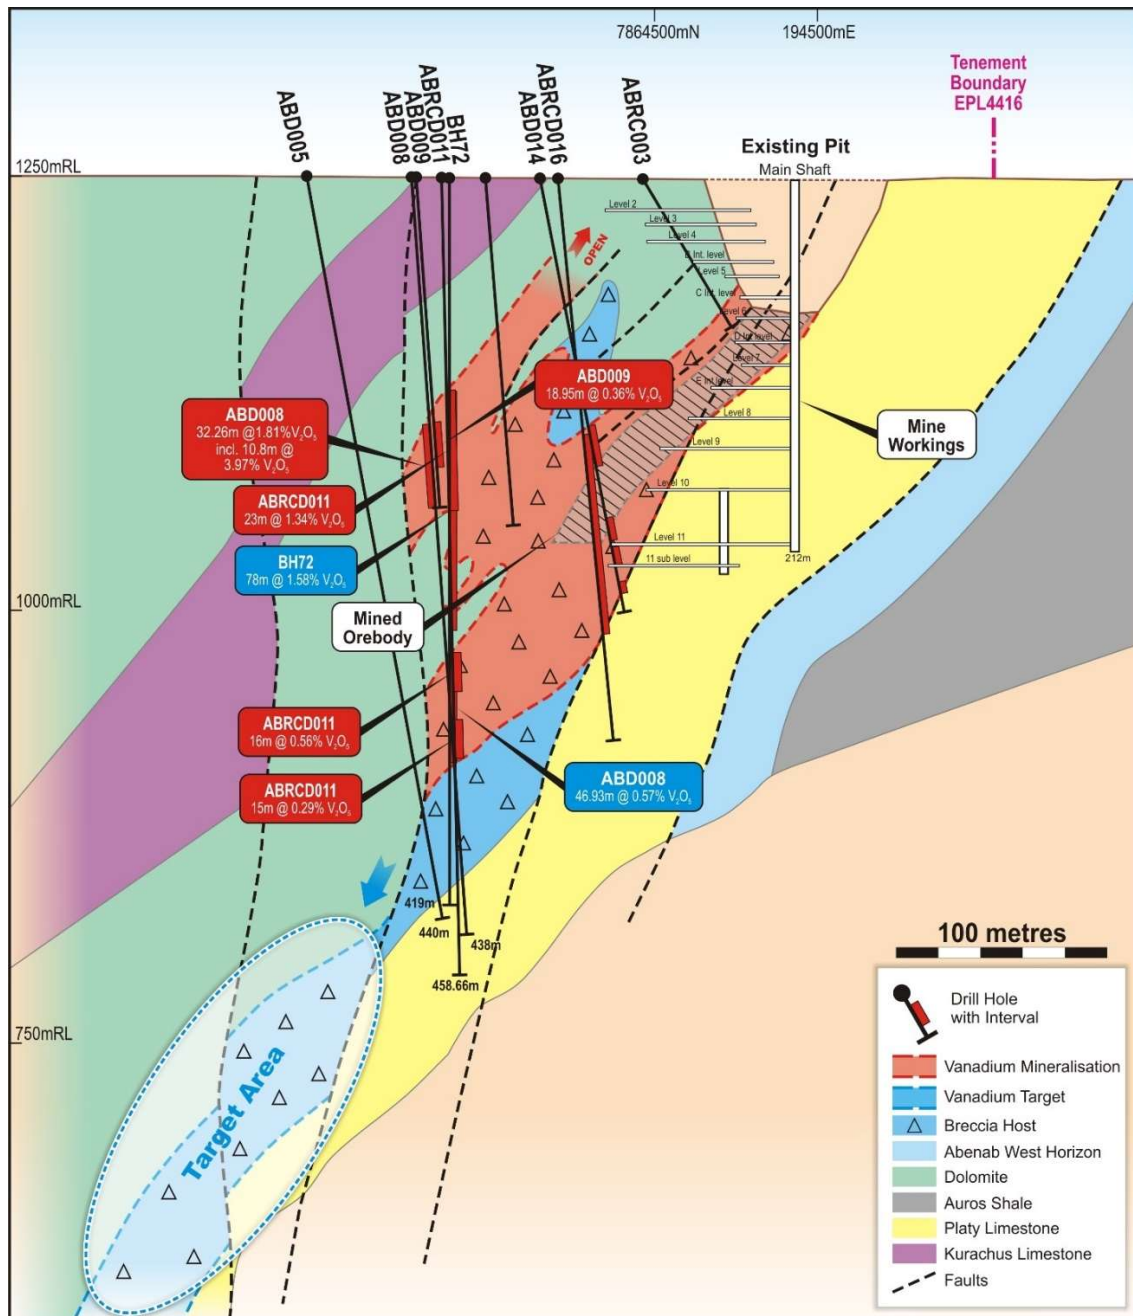 7864500mN
194500mE
Tenement
Boundary
EPL4416
ABD005
ABD008
ABD009
ABRCD011
BH72
ABD014
ABRCD016
ABRC003
1250mRL
Existing Pit
Main Shaft
Level 2
Level 3
Level 4
Int. level
Level 5
C Int. level
Level 6
D Int level
Level 7
E Int level
Level 8
Level 9
Level 10
Level 11
11 sub level
212m
OPEN
ABD009
18.95m @ 0.36% V₂O₅
ABD008
32.26m @1.81%V₂O₅
incl. 10.8m @
3.97% V₂O₅
Mine
Workings
ABRCD011
23m @ 1.34% V₂O₅
BH72
78m @ 1.58% V₂O₅
1000mRL
Mined
Orebody
ABRCD011
16m @ 0.56% V₂O₅
ABRCD011
15m @ 0.29% V₂O₅
ABD008
46.93m @ 0.57% V₂O₅
419m
440m
438m
458.66m
750mRL
Target Area
100 metres
Drill Hole
with Interval
Vanadium Mineralisation
Vanadium Target
Breccia Host
Abenab West Horizon
Dolomite
Auros Shale
Platy Limestone
Kurachus Limestone
Faults